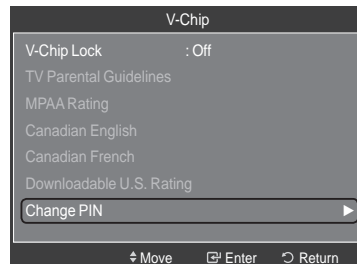 V-Chip
V-Chip Lock : Off
TV Parental Guidelines
MPAA Rating
Canadian English
Canadian French
Downloadable U.S. Rating
Change PIN
Move Enter Return